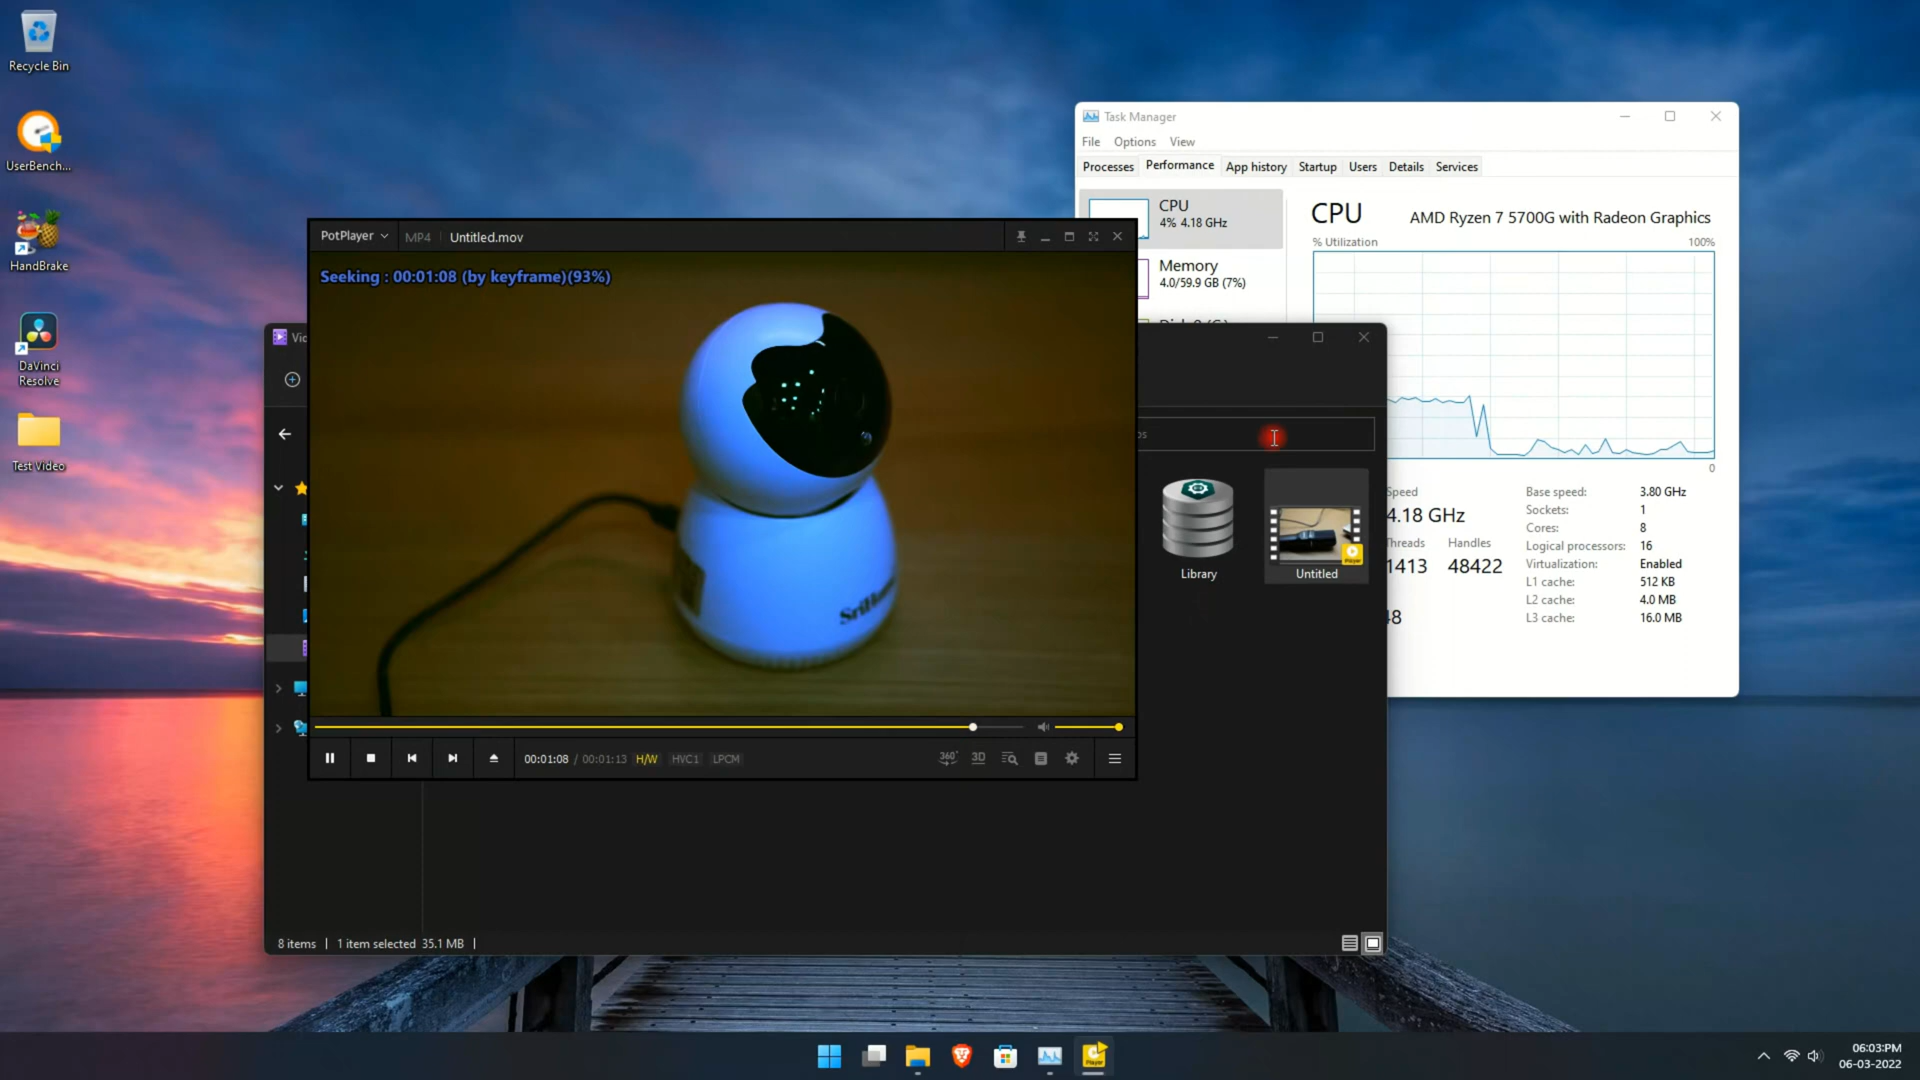 Recycle Bin
UserBench...
HandBrake
DaVinci
Resolve
Test Video
Task Manager
File Options View
Processes Performance App history Startup Users Details Services
CPU
4% 4.18 GHz
Memory
4.0/59.9 GB (7%)
CPU AMD Ryzen 7 5700G with Radeon Graphics
% Utilization 100%
0
Speed
4.18 GHz
Threads Handles
1413 48422
Base speed: 3.80 GHz
Sockets: 1
Cores: 8
Logical processors: 16
Virtualization: Enabled
L1 cache: 512 KB
L2 cache: 4.0 MB
L3 cache: 16.0 MB
PotPlayer MP4 Untitled.mov
Seeking : 00:01:08 (by keyframe)(93%)
00:01:08 / 00:01:13 H/W HVC1 LPCM
360° 3D
Library
Untitled
8 items 1 item selected 35.1 MB
Player
06:03:PM
06-03-2022